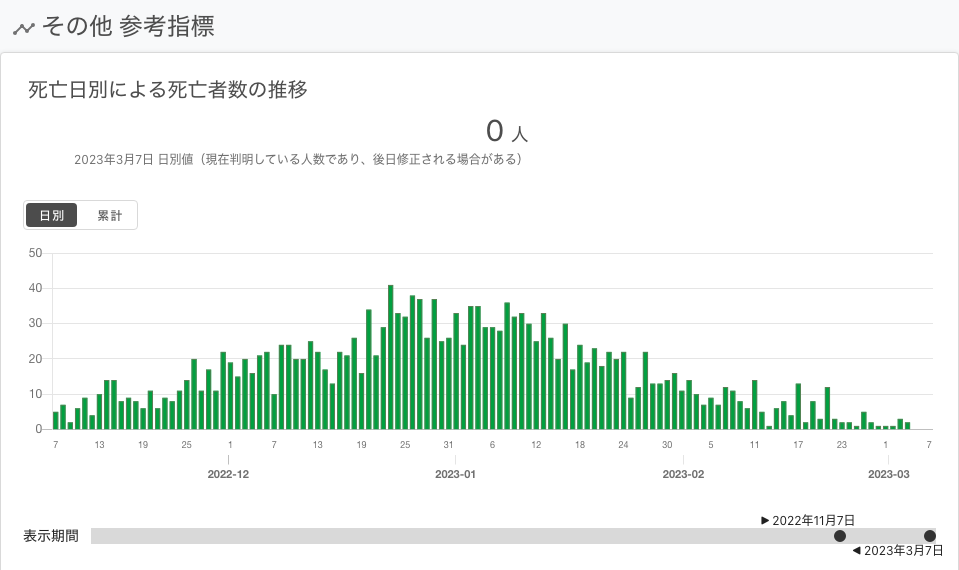 その他 参考指標
死亡日別による死亡者数の推移
0 人
2023年3月7日 日別値（現在判明している人数であり、後日修正される場合がある）
日別 累計
50
40
30
20
10
0
7 13 19 25 1 7 13 19 25 31 6 12 18 24 30 5 11 17 23 1 7
2022-12 2023-01 2023-02 2023-03
▶ 2022年11月7日
表示期間
◀ 2023年3月7日